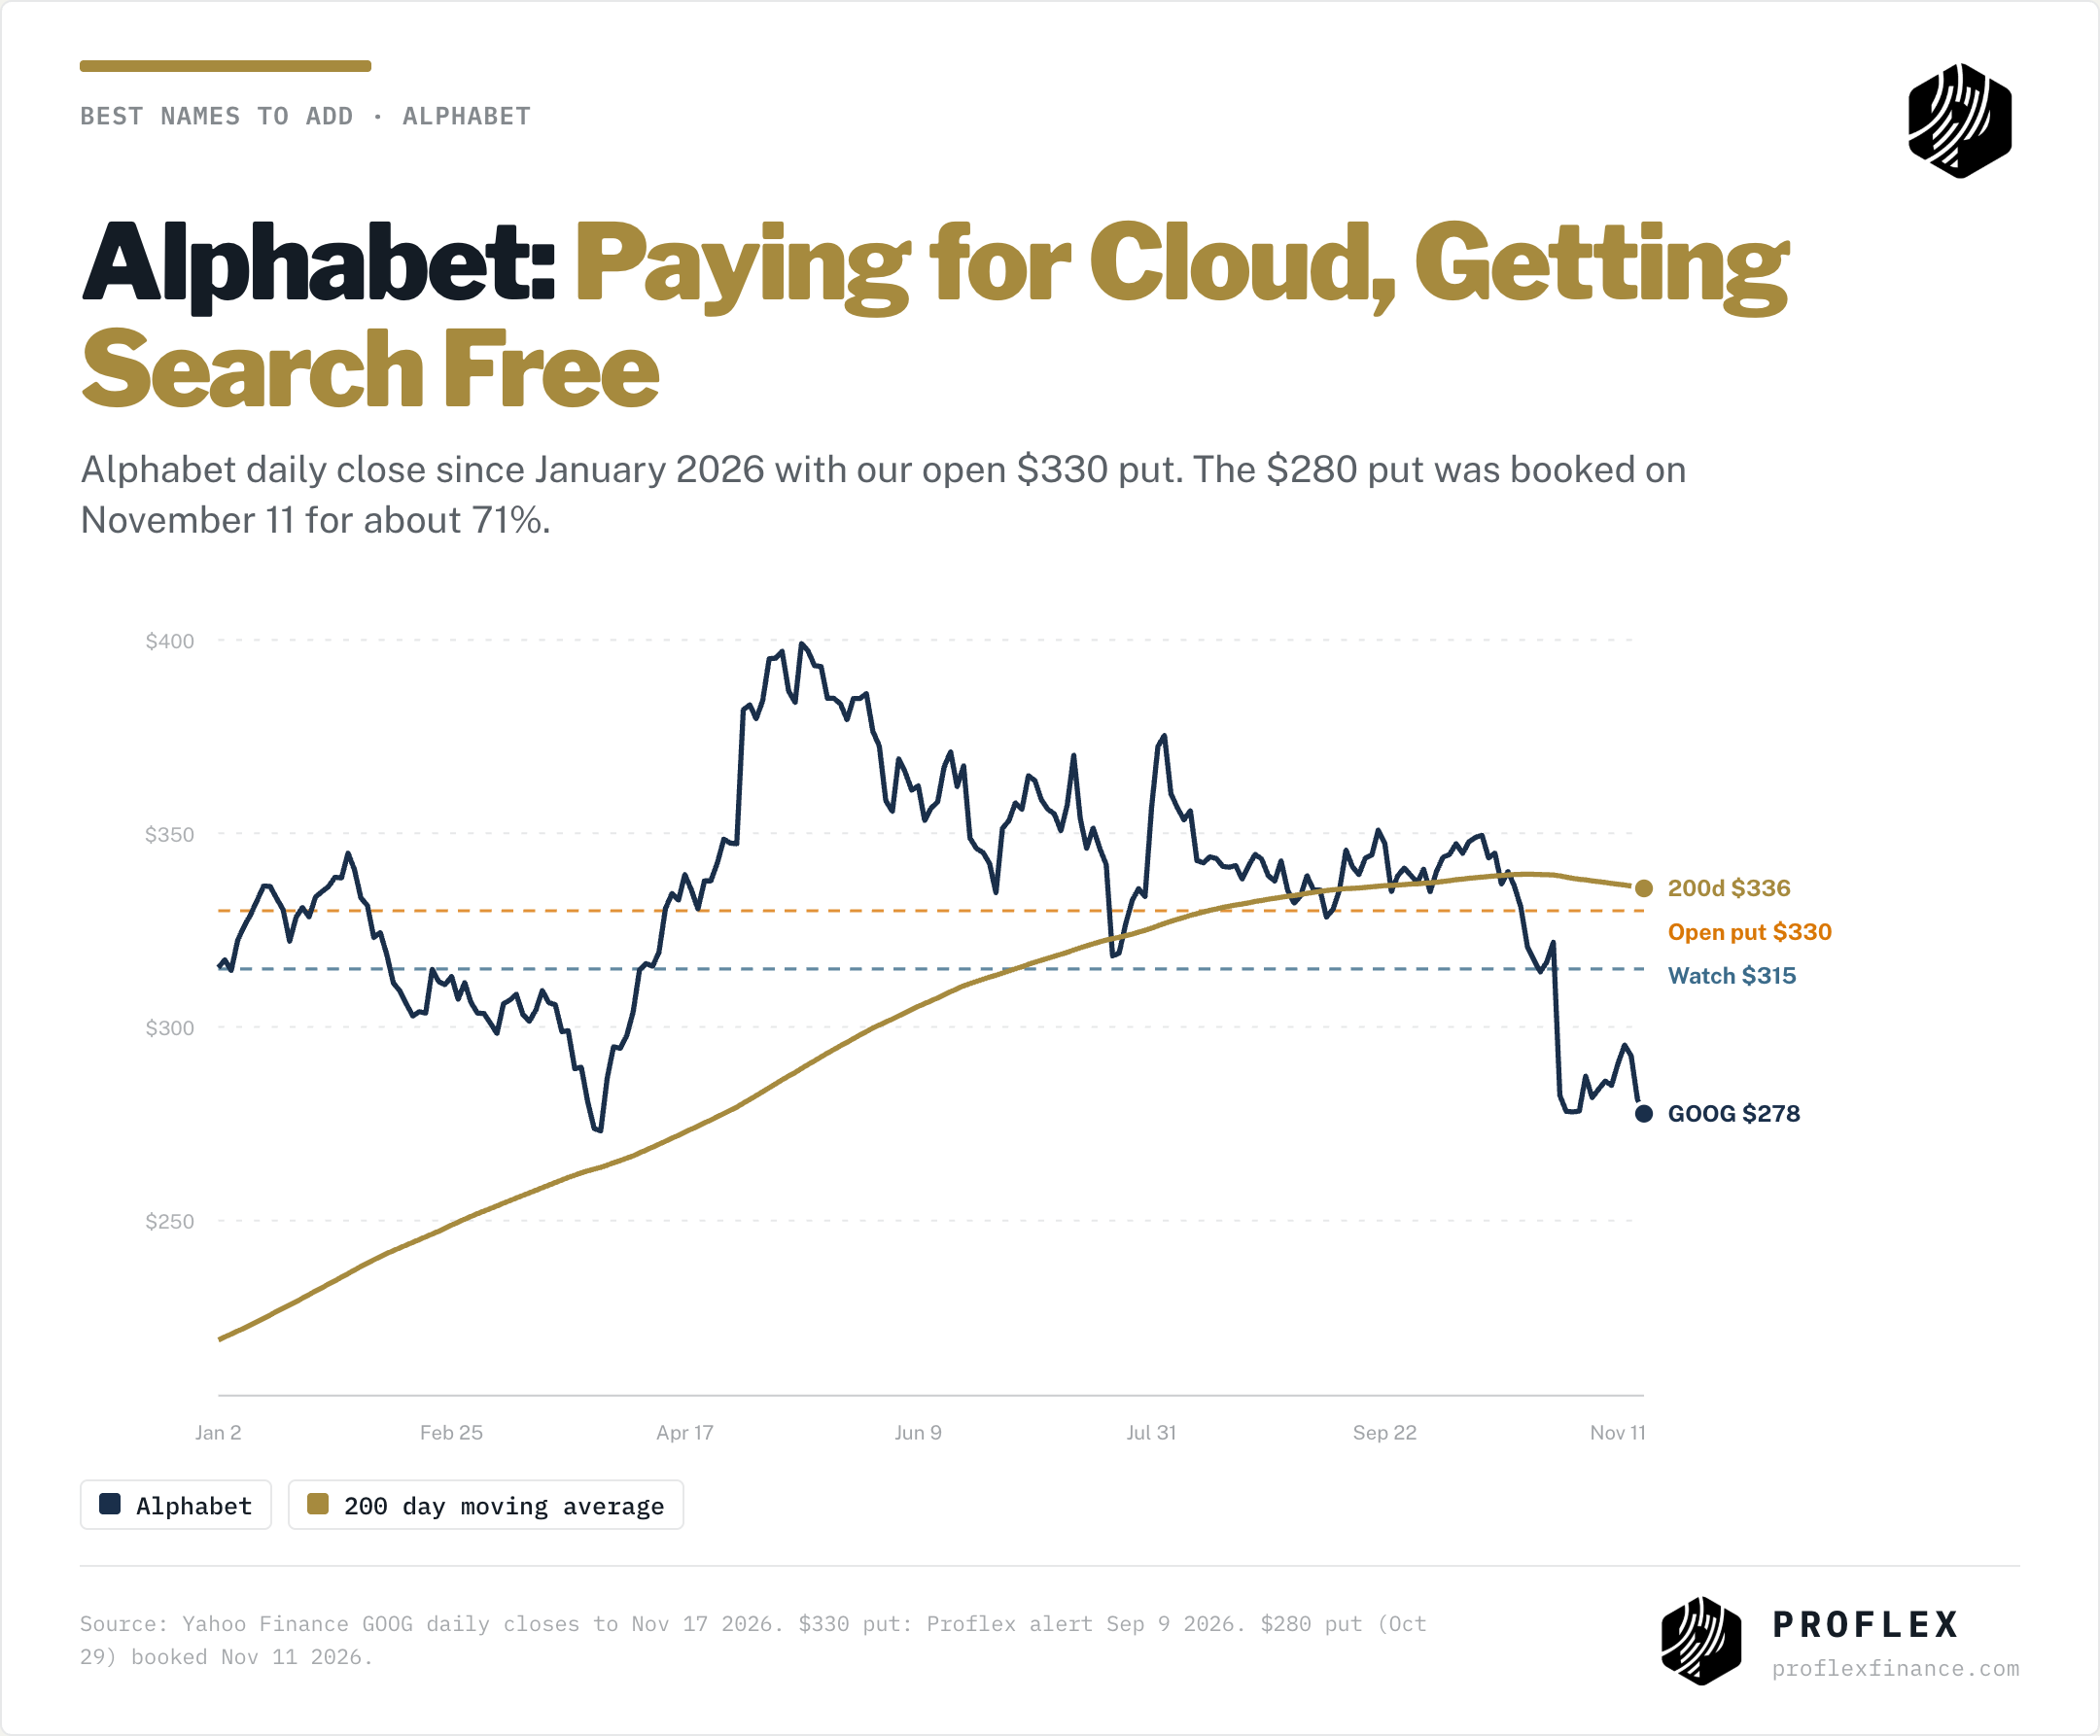 BEST NAMES TO ADD · ALPHABET
Alphabet: Paying for Cloud, Getting
Search Free
Alphabet daily close since January 2026 with our open $330 put. The $280 put was booked on
November 11 for about 71%.
$400
$350
$300
$250
200d $336
Open put $330
Watch $315
GOOG $278
Jan 2
Feb 25
Apr 17
Jun 9
Jul 31
Sep 22
Nov 11
Alphabet
200 day moving average
Source: Yahoo Finance GOOG daily closes to Nov 17 2026. $330 put: Proflex alert Sep 9 2026. $280 put (Oct
29) booked Nov 11 2026.
PROFLEX
proflexfinance.com